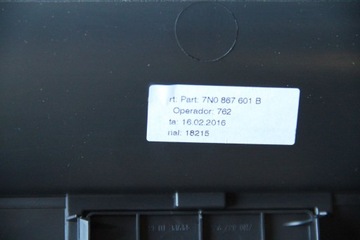 rt. Part: 7N0 867 601 B
Operador: 762
ta: 16.02.2016
rial: 18215